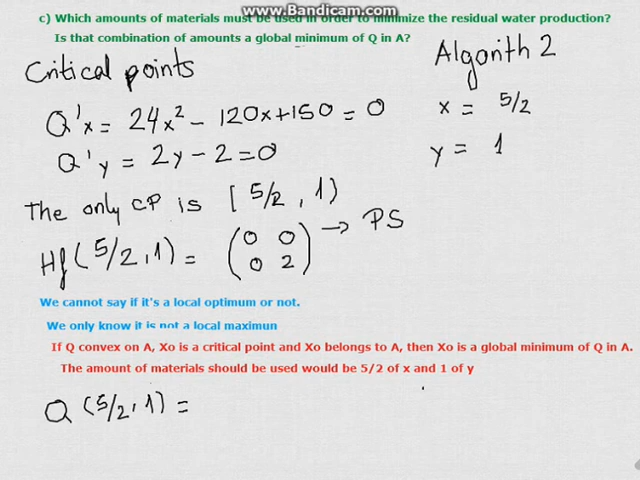 www.Bandicam.com
c) Which amounts of materials must be used in order to minimize the residual water production?
Is that combination of amounts a global minimum of Q in A?
Critical points
Algorith 2
Q'x = 24x² - 120x+150 = 0
x = 5/2
Q'y = 2y - 2 = 0
y = 1
The only CP is [5/2, 1)
Hf(5/2, 1) = (0 0 0 2) → PS
We cannot say if it's a local optimum or not.
We only know it is not a local maximun
If Q convex on A, Xo is a critical point and Xo belongs to A, then Xo is a global minimum of Q in A.
The amount of materials should be used would be 5/2 of x and 1 of y
Q (5/2, 1) =